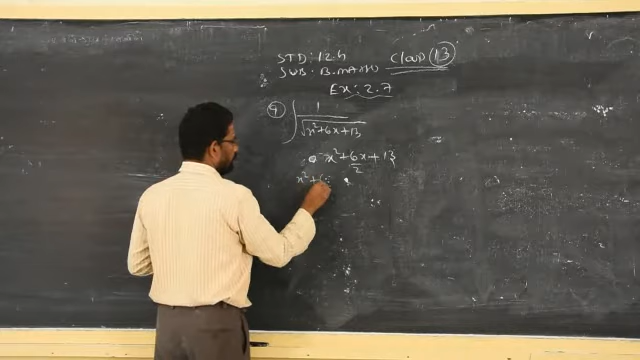 STD: 12th
SUB: B.MATHS Class 13
Ex: 2.7
④ ∫ 1/√x²+6x+13
x²+6x+13
2
x²+6